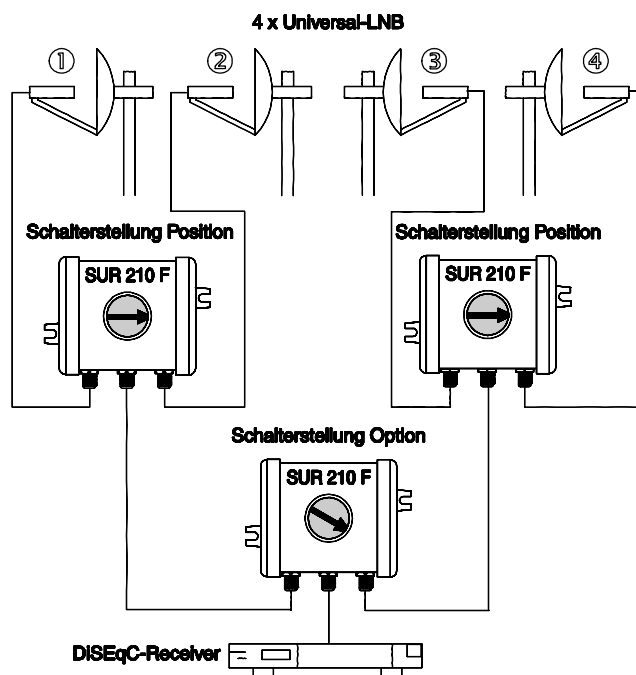 4 x Universal-LNB
① ② ③ ④
Schalterstellung Position
Schalterstellung Position
SUR 210 F
SUR 210 F
Schalterstellung Option
SUR 210 F
DiSEqC-Receiver